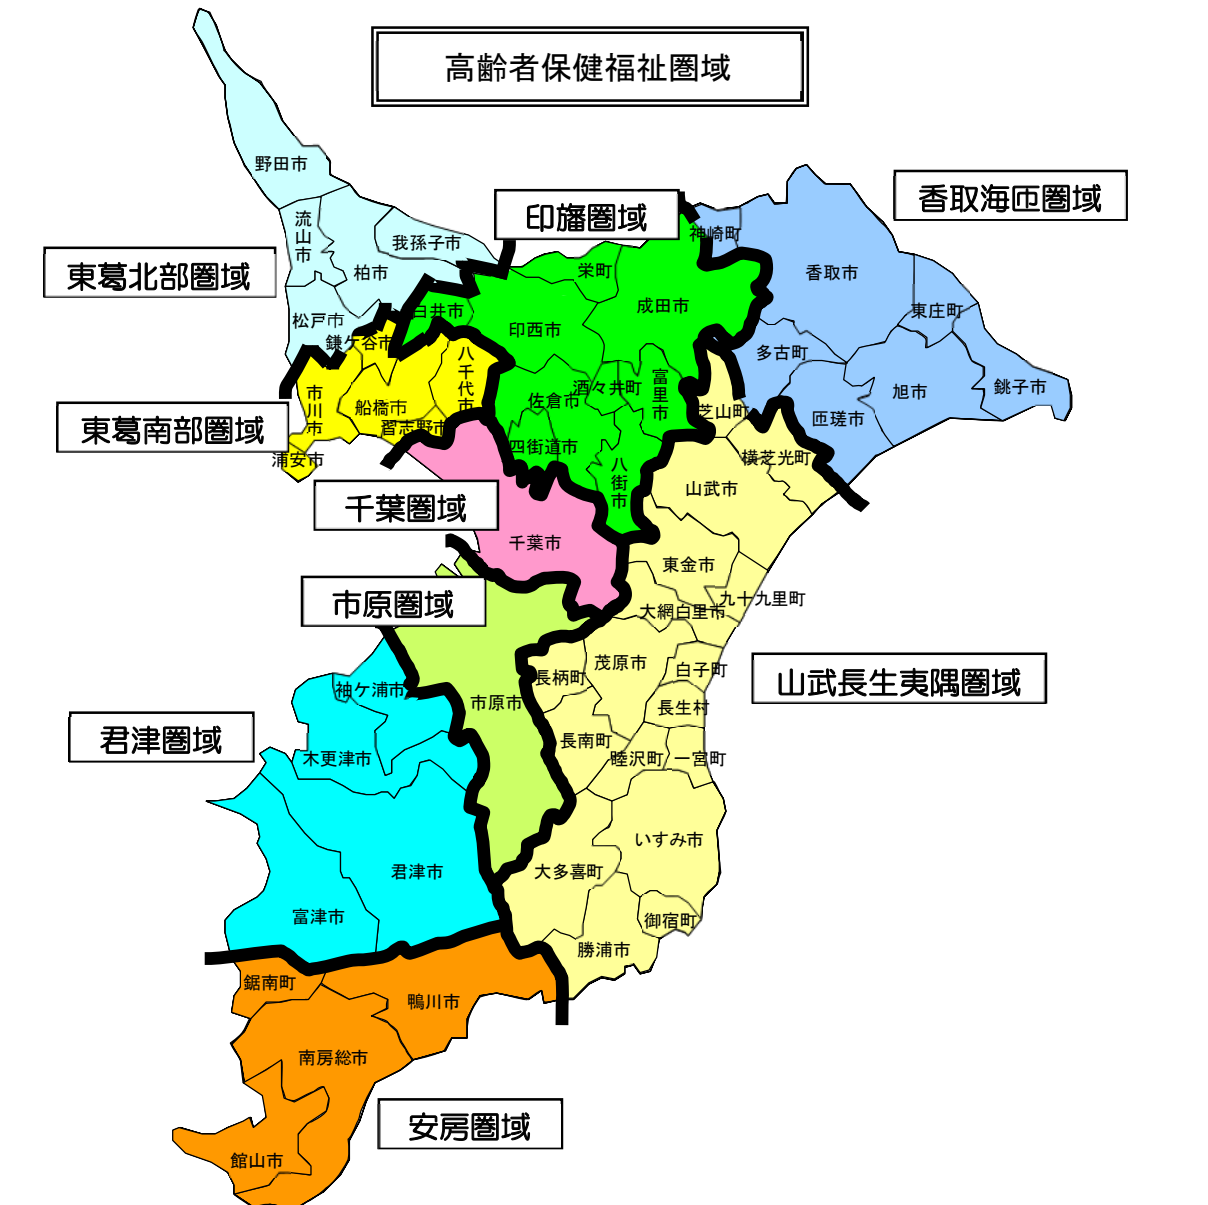 高齢者保健福祉圏域
野田市
香取海匝圏域
印旛圏域
流山市
神崎町
我孫子市
東葛北部圏域
柏市
栄町
香取市
成田市
白井市
東庄町
松戸市
印西市
鎌ケ谷市
多古町
八千代市
酒々井町
富里市
銚子市
旭市
市川市
佐倉市
船橋市
芝山町
匝瑳市
東葛南部圏域
習志野市
四街道市
浦安市
横芝光町
八街市
山武市
千葉圏域
千葉市
東金市
市原圏域
九十九里町
大網白里市
茂原市
白子町
長柄町
山武長生夷隅圏域
袖ケ浦市
市原市
長生村
君津圏域
長南町
木更津市
睦沢町
一宮町
いすみ市
君津市
大多喜町
富津市
御宿町
勝浦市
鋸南町
鴨川市
南房総市
安房圏域
館山市